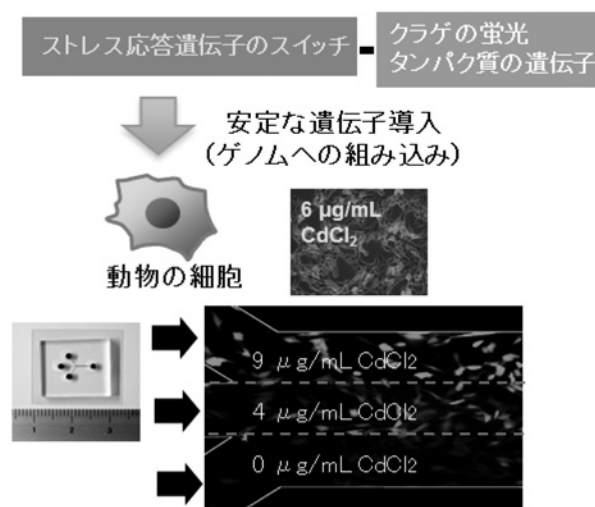 ストレス応答遺伝子のスイッチ
クラゲの蛍光
タンパク質の遺伝子
安定な遺伝子導入
(ゲノムへの組み込み)
6 μg/mL
CdCl₂
動物の細胞
9 μg/mL CdCl2
4 μg/mL CdCl2
0 μg/mL CdCl2
1 2 3